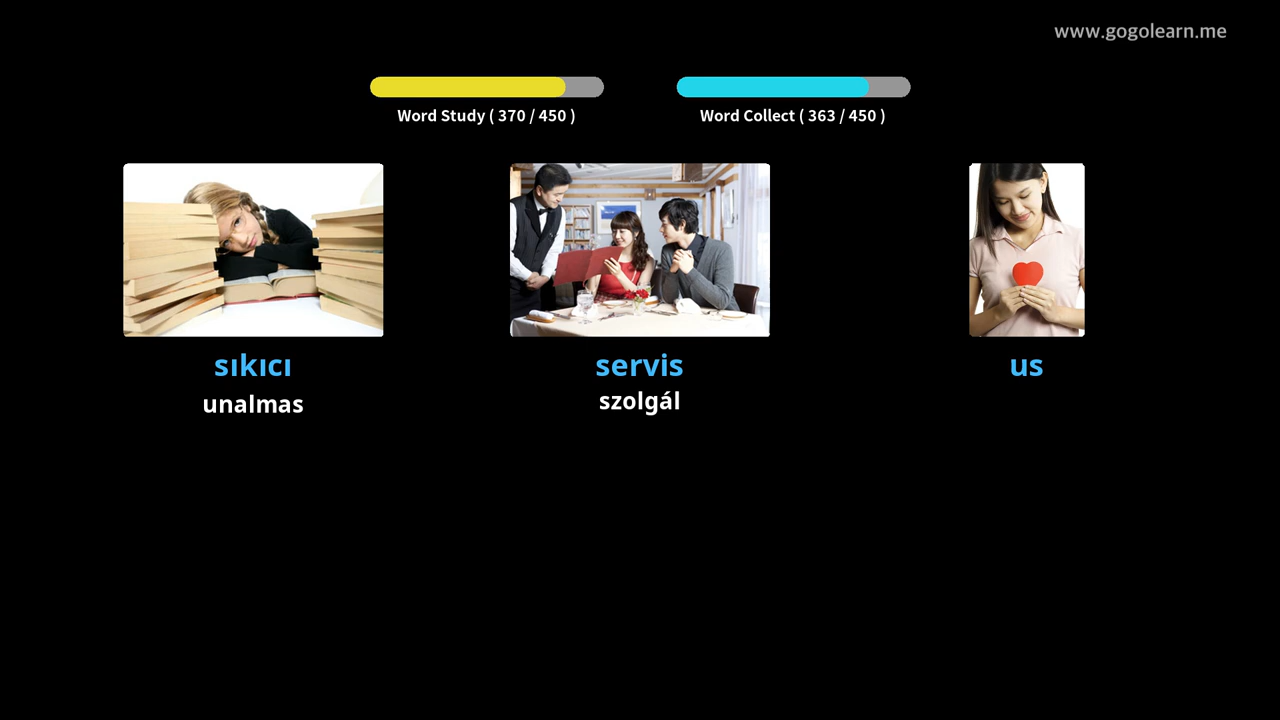 www.gogolearn.me
Word Study ( 370 / 450 )
Word Collect ( 363 / 450 )
sıkıcı
unalmas
servis
szolgál
us